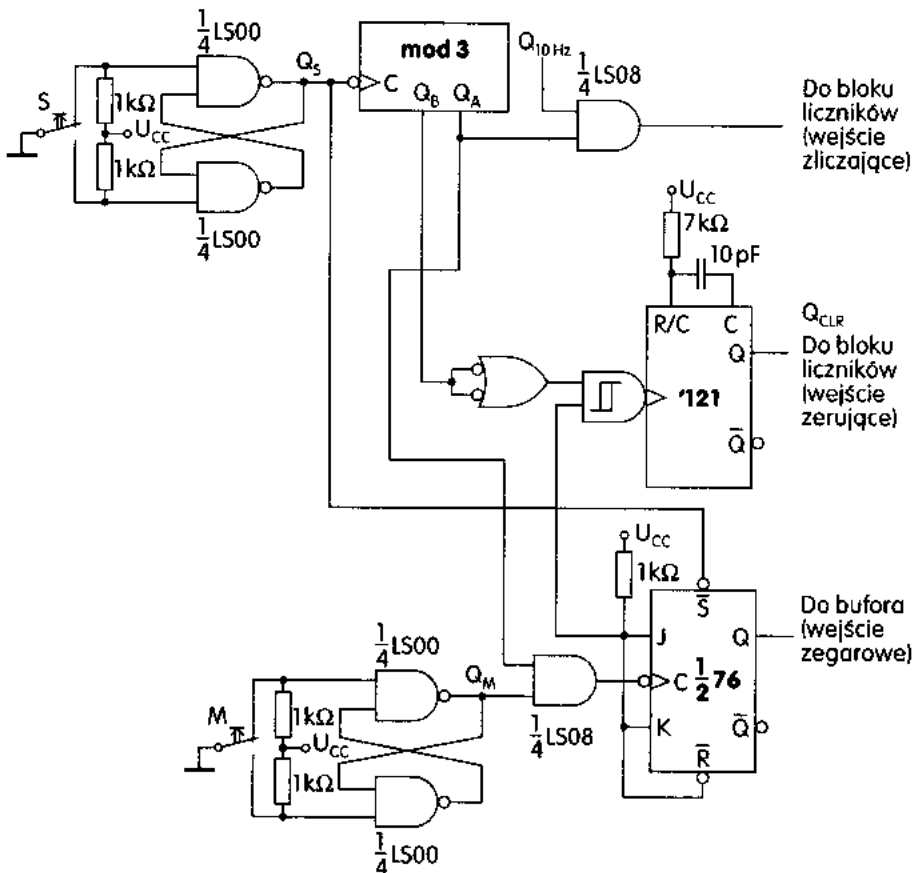 1/4 LS00
Q_S
mod 3
C
Q_B Q_A
Q_10 Hz
1/4 LS08
Do bloku
liczników
(wejście
zliczające)
S
1kΩ
U_CC
1kΩ
1/4 LS00
U_CC
7kΩ
10 pF
R/C C
Q
'121
Q̅
Q_CLR
Do bloku
liczników
(wejście
zerujące)
U_CC
1kΩ
S̅
J
Q
C 1/2 76
K
Q̅
R̅
Do bufora
(wejście
zegarowe)
1/4 LS00
Q_M
1/4 LS08
M
1kΩ
U_CC
1kΩ
1/4 LS00